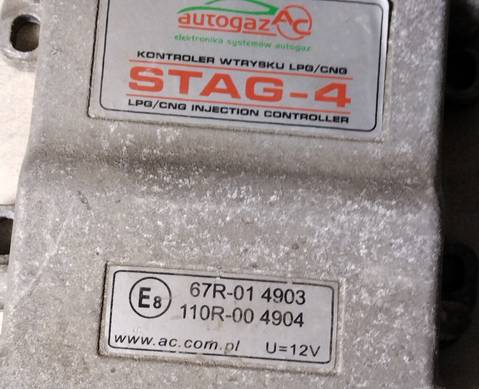 autogaz AC
elektronika systemów autogaz
KONTROLER WTRYSKU LPG/CNG
STAG-4
LPG/CNG INJECTION CONTROLLER
E8 67R-01 4903
110R-00 4904
www.ac.com.pl U=12V